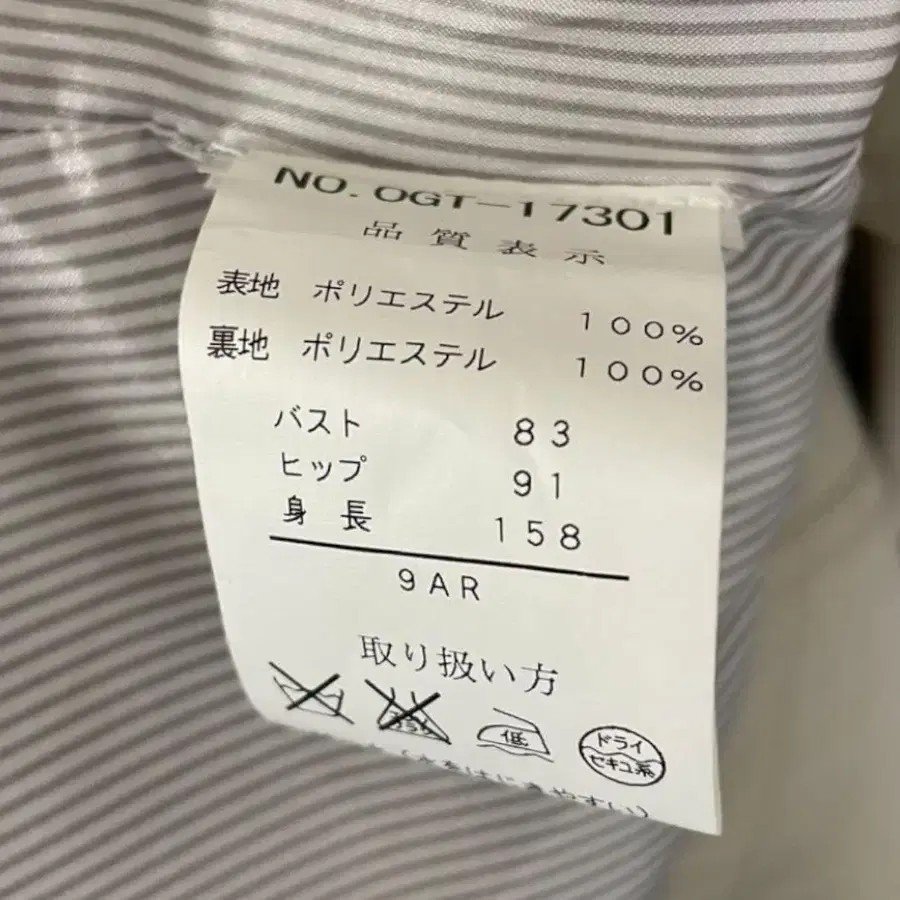 NO.OGT-17301
品質表示
表地 ポリエステル 100%
裏地 ポリエステル 100%
バスト 83
ヒップ 91
身長 158
9AR
取り扱い方
低
ドライ
セキユ系